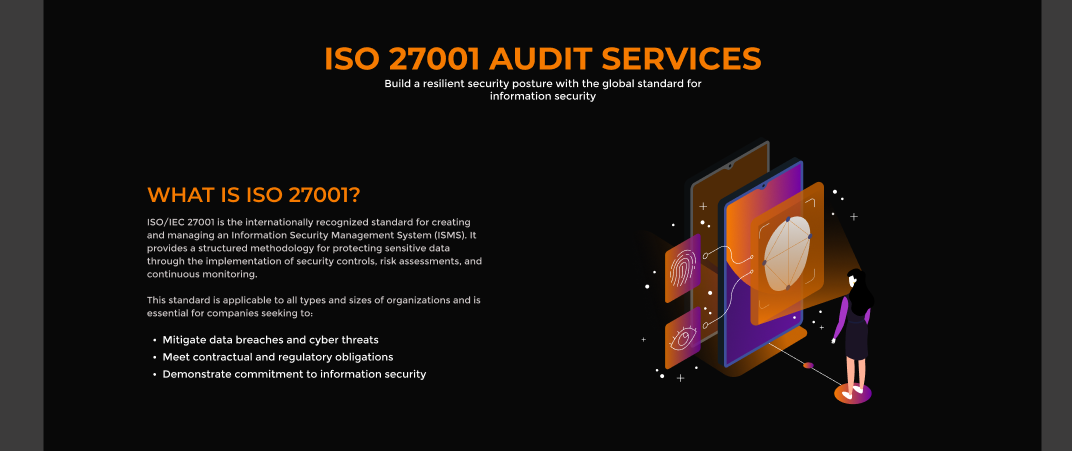 ISO 27001 AUDIT SERVICES
Build a resilient security posture with the global standard for
information security
WHAT IS ISO 27001?
ISO/IEC 27001 is the internationally recognized standard for creating
and managing an Information Security Management System (ISMS). It
provides a structured methodology for protecting sensitive data
through the implementation of security controls, risk assessments, and
continuous monitoring.
This standard is applicable to all types and sizes of organizations and is
essential for companies seeking to:
• Mitigate data breaches and cyber threats
• Meet contractual and regulatory obligations
• Demonstrate commitment to information security